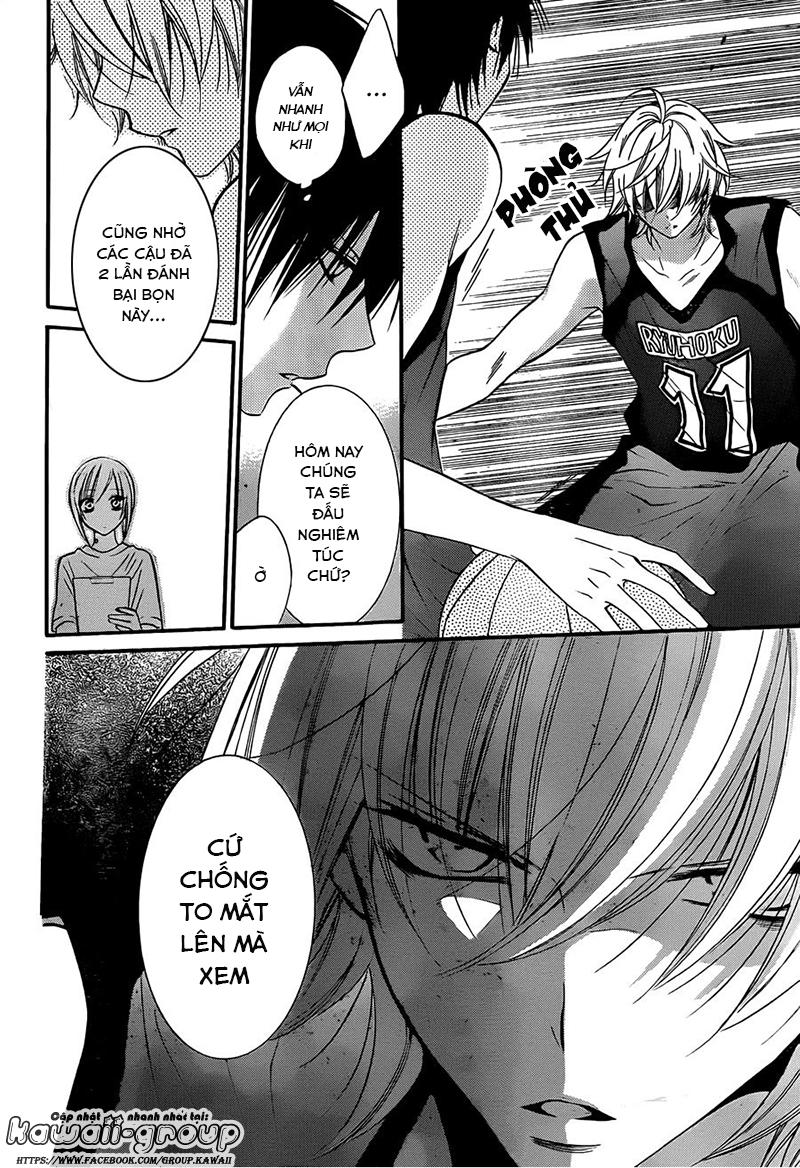 PHÒNG
THỦ
RYUHOKU
11
...
VẪN
NHANH
NHƯ MỌI
KHI
HÔM NAY
CHÚNG
TA SẼ
ĐẤU
NGHIÊM
TÚC
CHỨ?
Ờ
CŨNG NHỜ
CÁC CẬU ĐÃ
2 LẦN ĐÁNH
BẠI BỌN
NÀY...
CỨ
CHỐNG
TO MẮT
LÊN MÀ
XEM
Cập nhật nhanh nhất tại:
kawaii-group
HTTPS://WWW.FACEBOOK.COM/GROUP.KAWAII